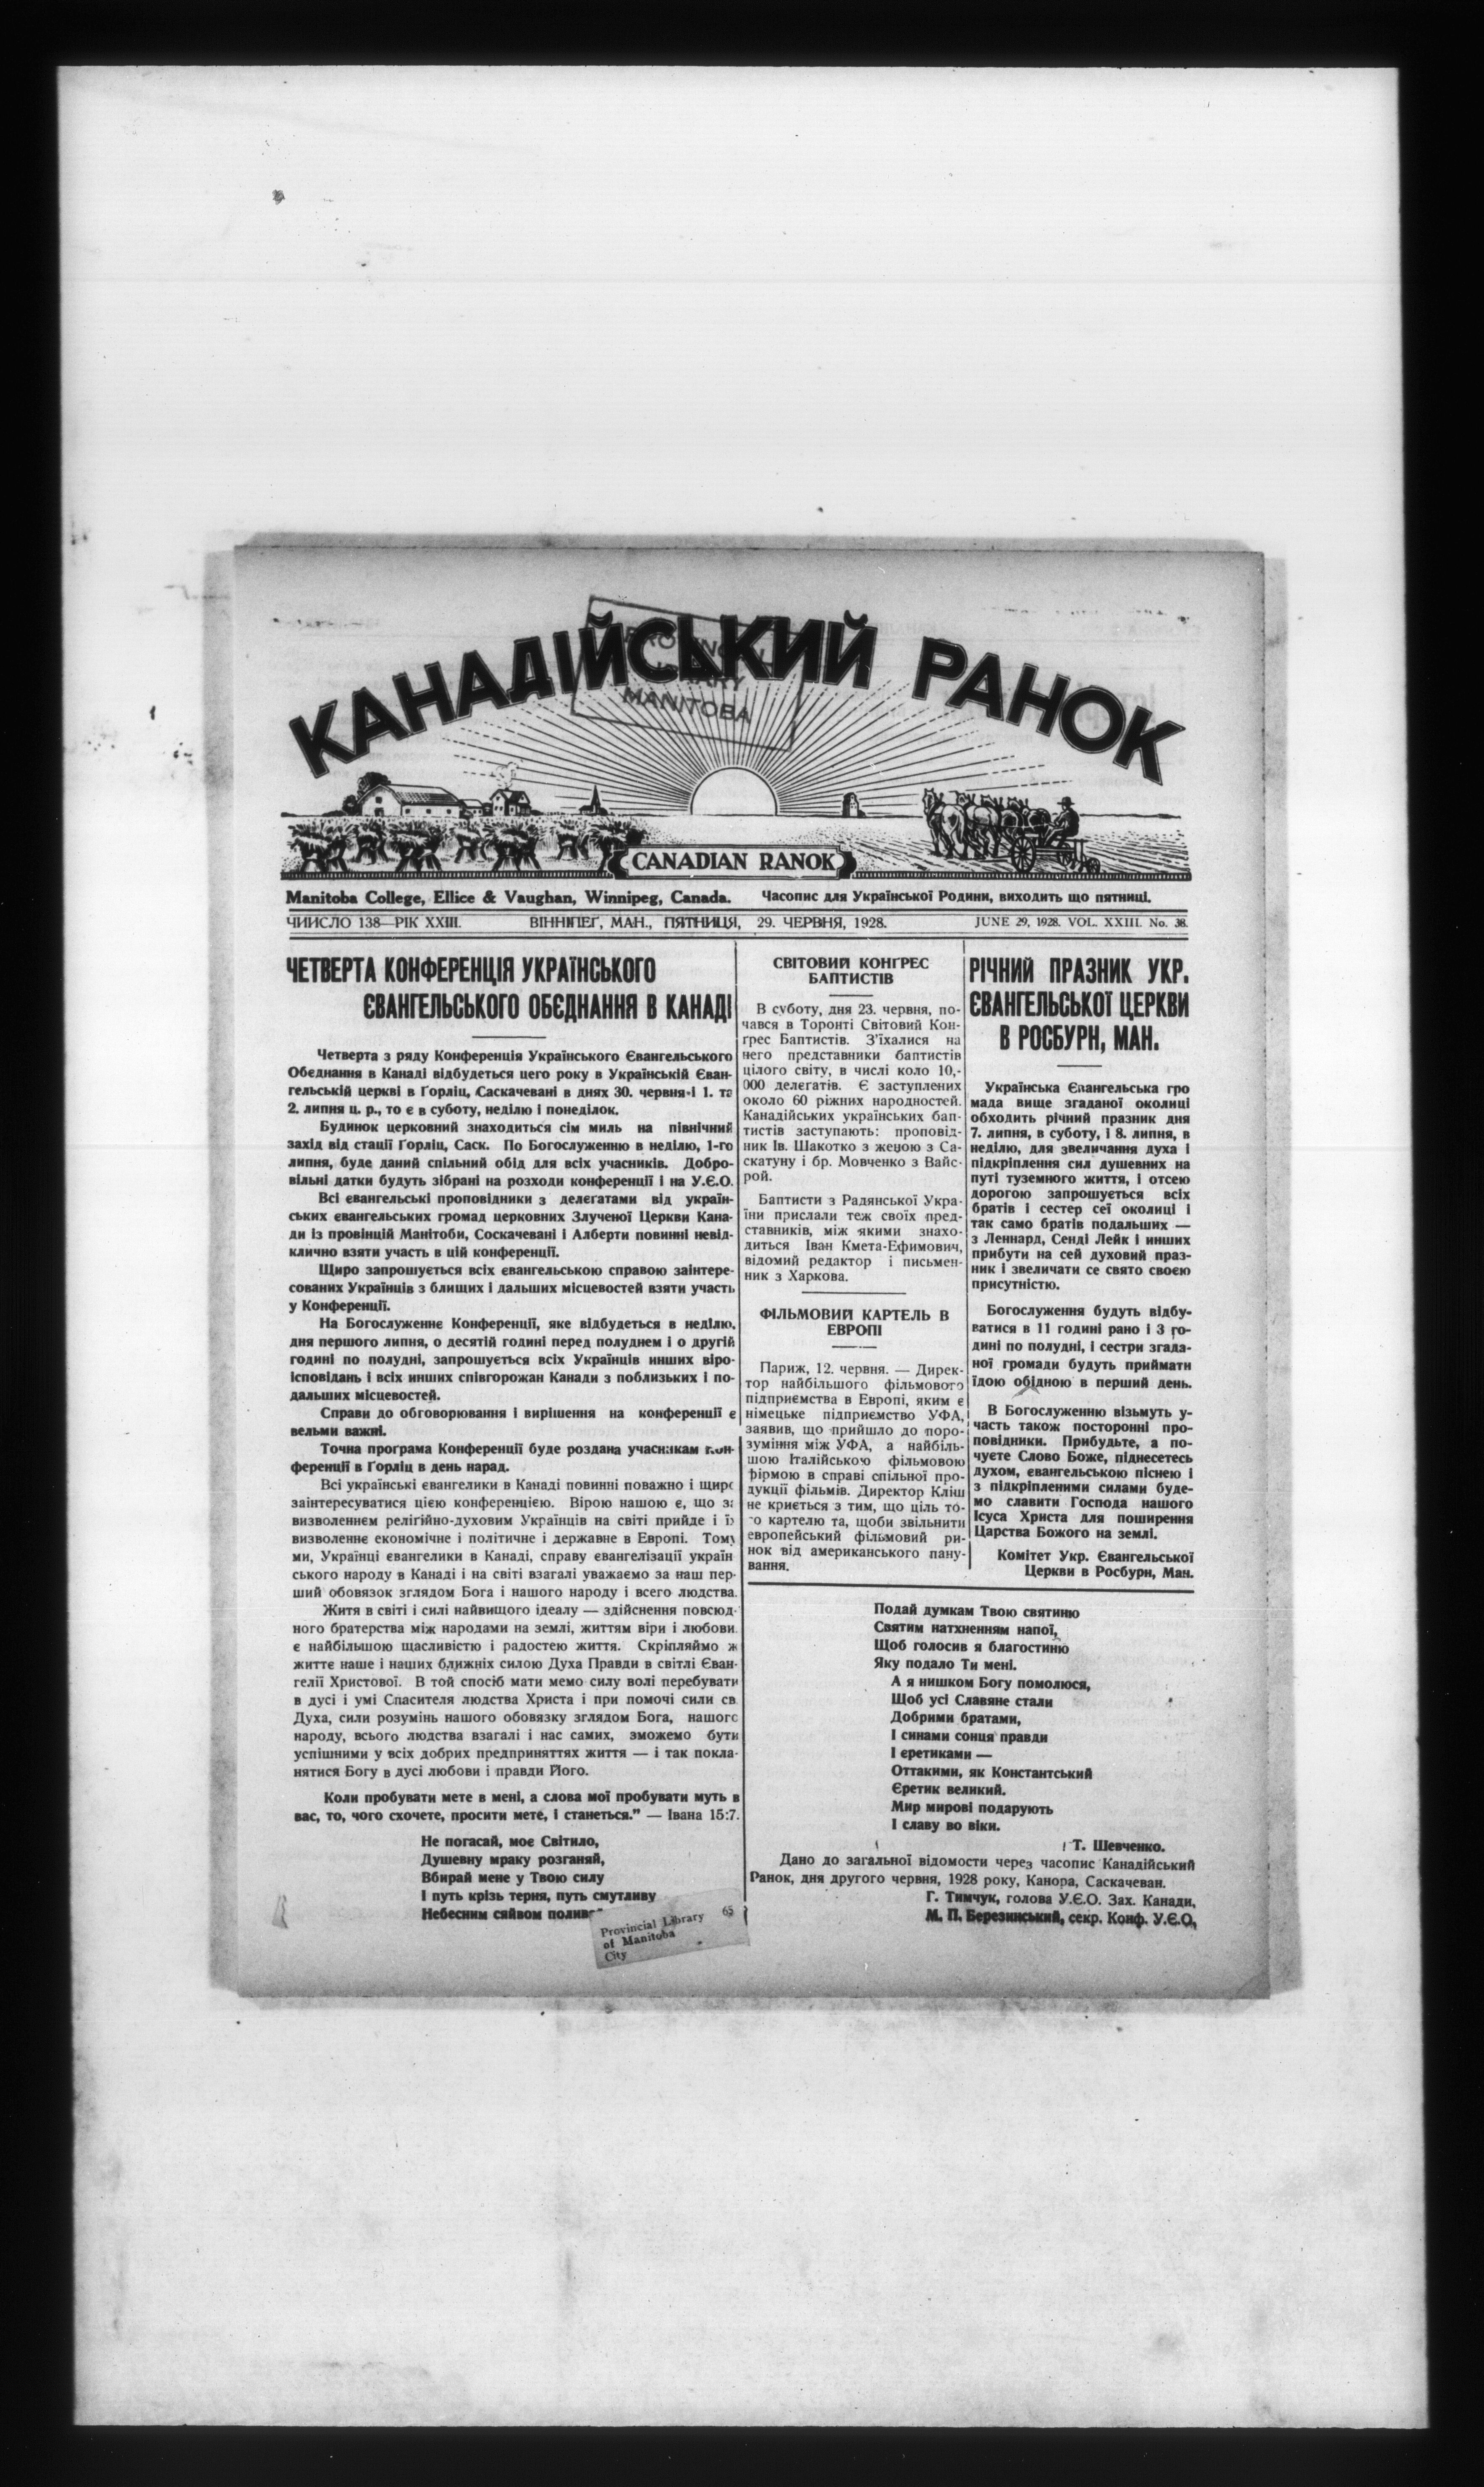 КАНАДІЙСЬКИЙ РАНОК
MANITOBA
CANADIAN RANOK
Manitoba College, Ellice & Vaughan, Winnipeg, Canada. Часопис для Української Родини, виходить що пятниці.
ЧИИСЛО 138—РІК XXIII. ВІННІПЕҐ, МАН., ПЯТНИЦЯ, 29. ЧЕРВНЯ, 1928. JUNE 29, 1928. VOL. XXIII. No. 38.
ЧЕТВЕРТА КОНФЕРЕНЦІЯ УКРАЇНСЬКОГО
ЄВАНГЕЛЬСЬКОГО ОБЄДНАННЯ В КАНАДІ
Четверта з ряду Конференція Українського Євангельського
Обєднання в Канаді відбудеться цего року в Українській Єван-
гельській церкві в Ґорліц, Саскачевані в днях 30. червня і 1. та
2. липня ц. р., то є в суботу, неділю і понеділок.
Будинок церковний знаходиться сім миль на північний
захід від стації Ґорліц, Саск. По Богослуженню в неділю, 1-го
липня, буде даний спільний обід для всіх учасників. Добро-
вільні датки будуть зібрані на розходи конференції і на У.Є.О.
Всі євангельські проповідники з делегатами від україн-
ських євангельських громад церковних Злученої Церкви Кана-
ди із провінцій Манітоби, Соскачевані і Алберти повинні невід-
клично взяти участь в цій конференції.
Щиро запрошується всіх євангельською справою заінтере-
сованих Українців з блищих і дальших місцевостей взяти участь
у Конференції.
На Богослуженнє Конференції, яке відбудеться в неділю,
дня першого липня, о десятій годині перед полуднем і о другій
годині по полудні, запрошується всіх Українців инших віро-
ісповідань і всіх инших співгорожан Канади з поблизьких і по-
дальших місцевостей.
Справи до обговорювання і вирішення на конференції є
вельми важні.
Точна програма Конференції буде роздана учасникам Кон-
ференції в Ґорліц в день нарад.
Всі українські євангелики в Канаді повинні поважно і щиро
заінтересуватися цією конференцією. Вірою нашою є, що за
визволеннєм релігійно-духовим Українців на світі прийде і їх
визволенне економічне і політичне і державне в Европі. Тому
ми, Українці євангелики в Канаді, справу євангелізації україн
ського народу в Канаді і на світі взагалі уважаємо за наш пер-
ший обовязок зглядом Бога і нашого народу і всего людства.
Житя в світі і силі найвищого ідеалу — здійснення повсюд-
ного братерства між народами на землі, життям віри і любови
є найбільшою щасливістю і радостею життя. Скріпляймо ж
життє наше і наших ближніх силою Духа Правди в світлі Єван-
гелії Христової. В той спосіб мати мемо силу волі перебувати
в дусі і умі Спасителя людства Христа і при помочі сили св.
Духа, сили розумінь нашого обовязку зглядом Бога, нашого
народу, всього людства взагалі і нас самих, зможемо бути
успішними у всіх добрих предприняттях життя — і так покла-
нятися Богу в дусі любови і правди Його.
Коли пробувати мете в мені, а слова мої пробувати муть в
вас, то, чого схочете, просити мете, і станеться.” — Івана 15:7.
Не погасай, моє Світило,
Душевну мраку розганяй,
Вбирай мене у Твою силу
І путь крізь терня, путь смутливу
Небесним сяйвом
Provincial Library 65
of Manitoba
City
СВІТОВИЙ КОНҐРЕС
БАПТИСТІВ
В суботу, дня 23. червня, по-
чався в Торонті Світовий Кон-
ґрес Баптистів. З’їхалися на
него представники баптистів
цілого світу, в числі коло 10,-
000 делегатів. Є заступлених
около 60 ріжних народностей.
Канадійських українських бап-
тистів заступають: проповід-
ник Ів. Шакотко з жеџою з Са-
скатуну і бр. Мовченко з Вайс-
рой.
Баптисти з Радянської Укра-
їни прислали теж своїх пред-
ставників, між якими знахо-
диться Іван Кмета-Ефимович,
відомий редактор і письмен-
ник з Харкова.
ФІЛЬМОВИЙ КАРТЕЛЬ В
ЕВРОПІ
Париж, 12. червня. — Дирек-
тор найбільшого фільмового
підприємства в Европі, яким є
німецьке підприємство УФА,
заявив, що прийшло до поро-
зуміння між УФА, а найбіль-
шою Італійською фільмовою
фірмою в справі спільної про-
дукції фільмів. Директор Кліш
не криється з тим, що ціль то-
го картелю та, щоби звільнити
европейський фільмовий ри-
нок від американського пану-
вання.
РІЧНИЙ ПРАЗНИК УКР.
ЄВАНГЕЛЬСЬКОЇ ЦЕРКВИ
В РОСБУРН, МАН.
Українська Євангельська гро
мада вище згаданої околиці
обходить річний празник дня
7. липня, в суботу, і 8. липня, в
неділю, для звеличання духа і
підкріплення сил душевних на
путі туземного життя, і отсею
дорогою запрошується всіх
братів і сестер сеї околиці і
так само братів подальших —
з Леннард, Сенді Лейк і инших
прибути на сей духовий праз-
ник і звеличати се свято своєю
присутністю.
Богослуження будуть відбу-
ватися в 11 годині рано і 3 го-
дині по полудні, і сестри згада-
ної громади будуть приймати
їдою обідною в перший день.
В Богослуженню візьмуть у-
часть також посторонні про-
повідники. Прибудьте, а по-
чуєте Слово Боже, піднесетесь
духом, євангельською піснею і
з підкріпленими силами буде-
мо славити Господа нашого
Ісуса Христа для поширення
Царства Божого на землі.
Комітет Укр. Євангельської
Церкви в Росбурн, Ман.
Подай думкам Твою святиню
Святим натхненням напої,
Щоб голосив я благостиню
Яку подало Ти мені.
А я нишком Богу помолюся,
Щоб усі Славяне стали
Добрими братами,
І синами сонця правди
І єретиками —
Оттакими, як Константський
Єретик великий.
Мир мирові подарують
І славу во віки.
Т. Шевченко.
Дано до загальної відомости через часопис Канадійський
Ранок, дня другого червня, 1928 року, Канора, Саскачеван.
Г. Тимчук, голова У.Є.О. Зах. Канади,
М. П. Березинський, секр. Конф. У.Є.О,